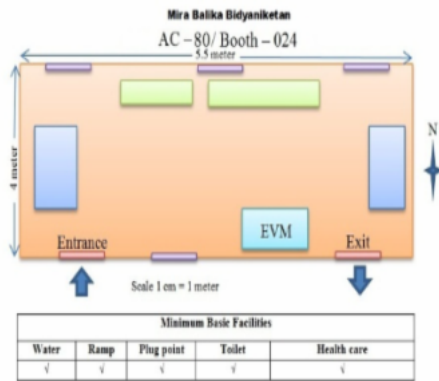 Mira Balika Bidyaniketan
AC – 80/ Booth – 024
5.5 meter
4 meter
N
EVM
Entrance
Exit
Scale 1 cm = 1 meter
Minimum Basic Facilities
Water Ramp Plug point Toilet Health care
√ √ √ √ √